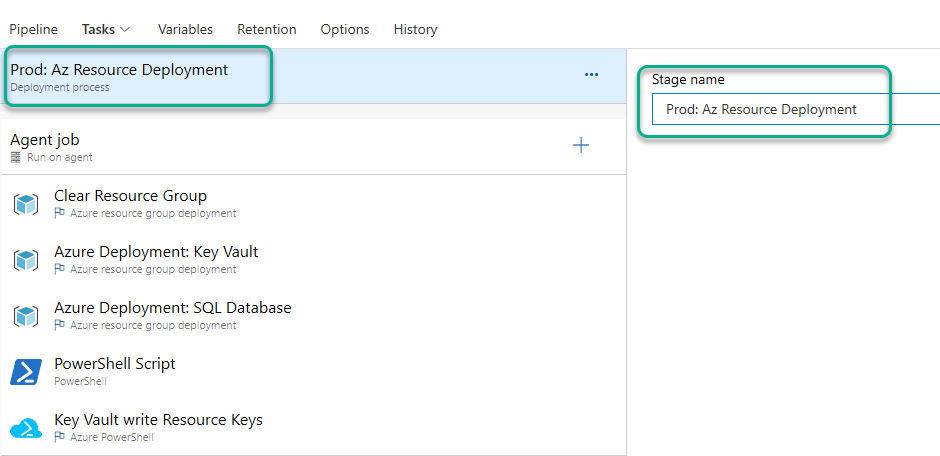 Pipeline Tasks Variables Retention Options History
Prod: Az Resource Deployment
Deployment process
Stage name
Prod: Az Resource Deployment
Agent job
Run on agent
Clear Resource Group
Azure resource group deployment
Azure Deployment: Key Vault
Azure resource group deployment
Azure Deployment: SQL Database
Azure resource group deployment
PowerShell Script
PowerShell
Key Vault write Resource Keys
Azure PowerShell